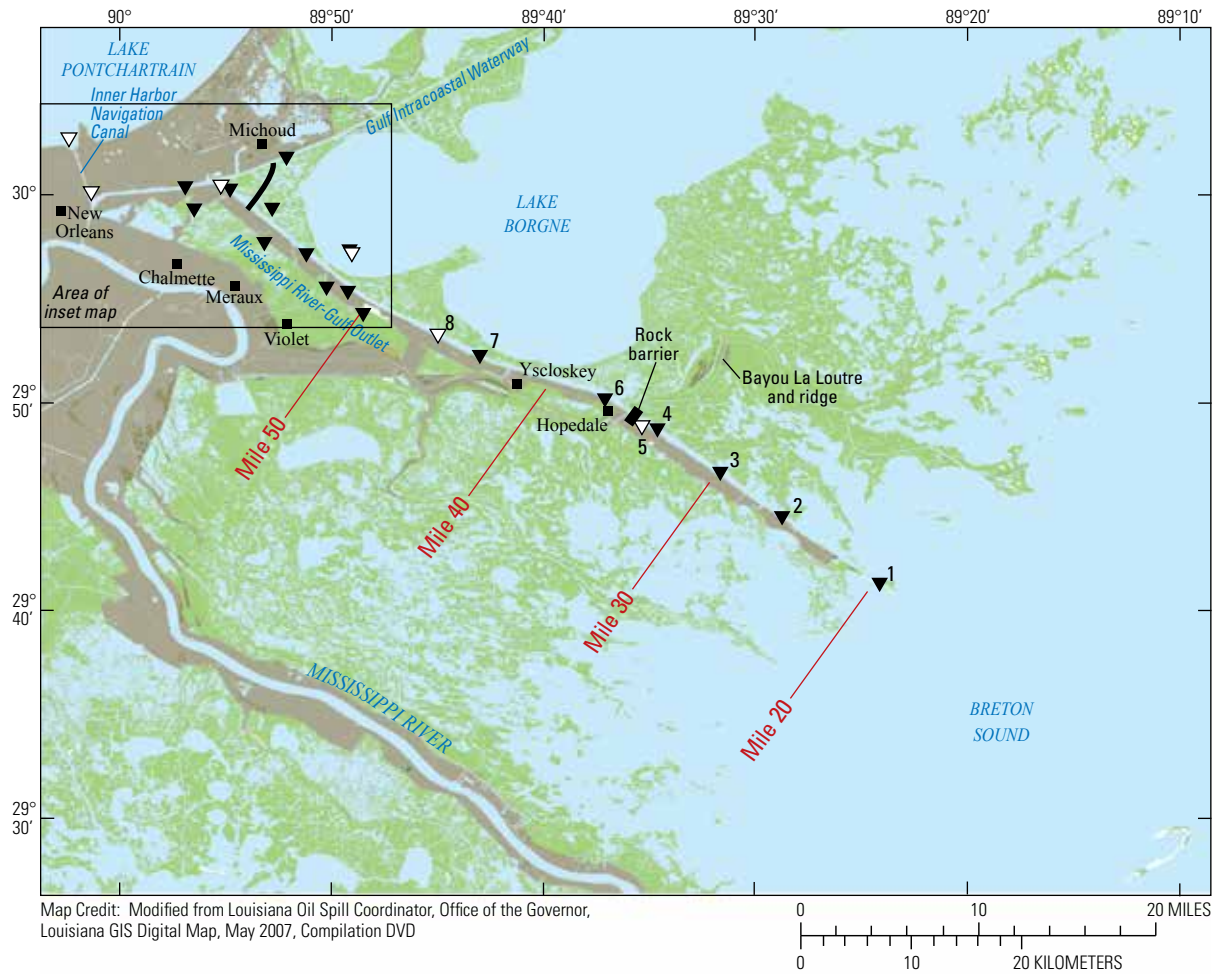 90°
89°50′
89°40′
89°30′
89°20′
89°10′
LAKE
PONTCHARTRAIN
Inner Harbor
Navigation
Canal
Michoud
Gulf Intracoastal Waterway
30°
LAKE
BORGNE
New
Orleans
Mississippi River-Gulf Outlet
Chalmette
Meraux
Area of
inset map
Violet
8
7
Rock
barrier
Yscloskey
Bayou La Loutre
and ridge
29°
50′
6
Hopedale
4
5
Mile 50
3
Mile 40
2
1
29°
40′
Mile 30
MISSISSIPPI RIVER
Mile 20
BRETON
SOUND
29°
30′
Map Credit: Modified from Louisiana Oil Spill Coordinator, Office of the Governor,
Louisiana GIS Digital Map, May 2007, Compilation DVD
0
10
20 MILES
0
10
20 KILOMETERS